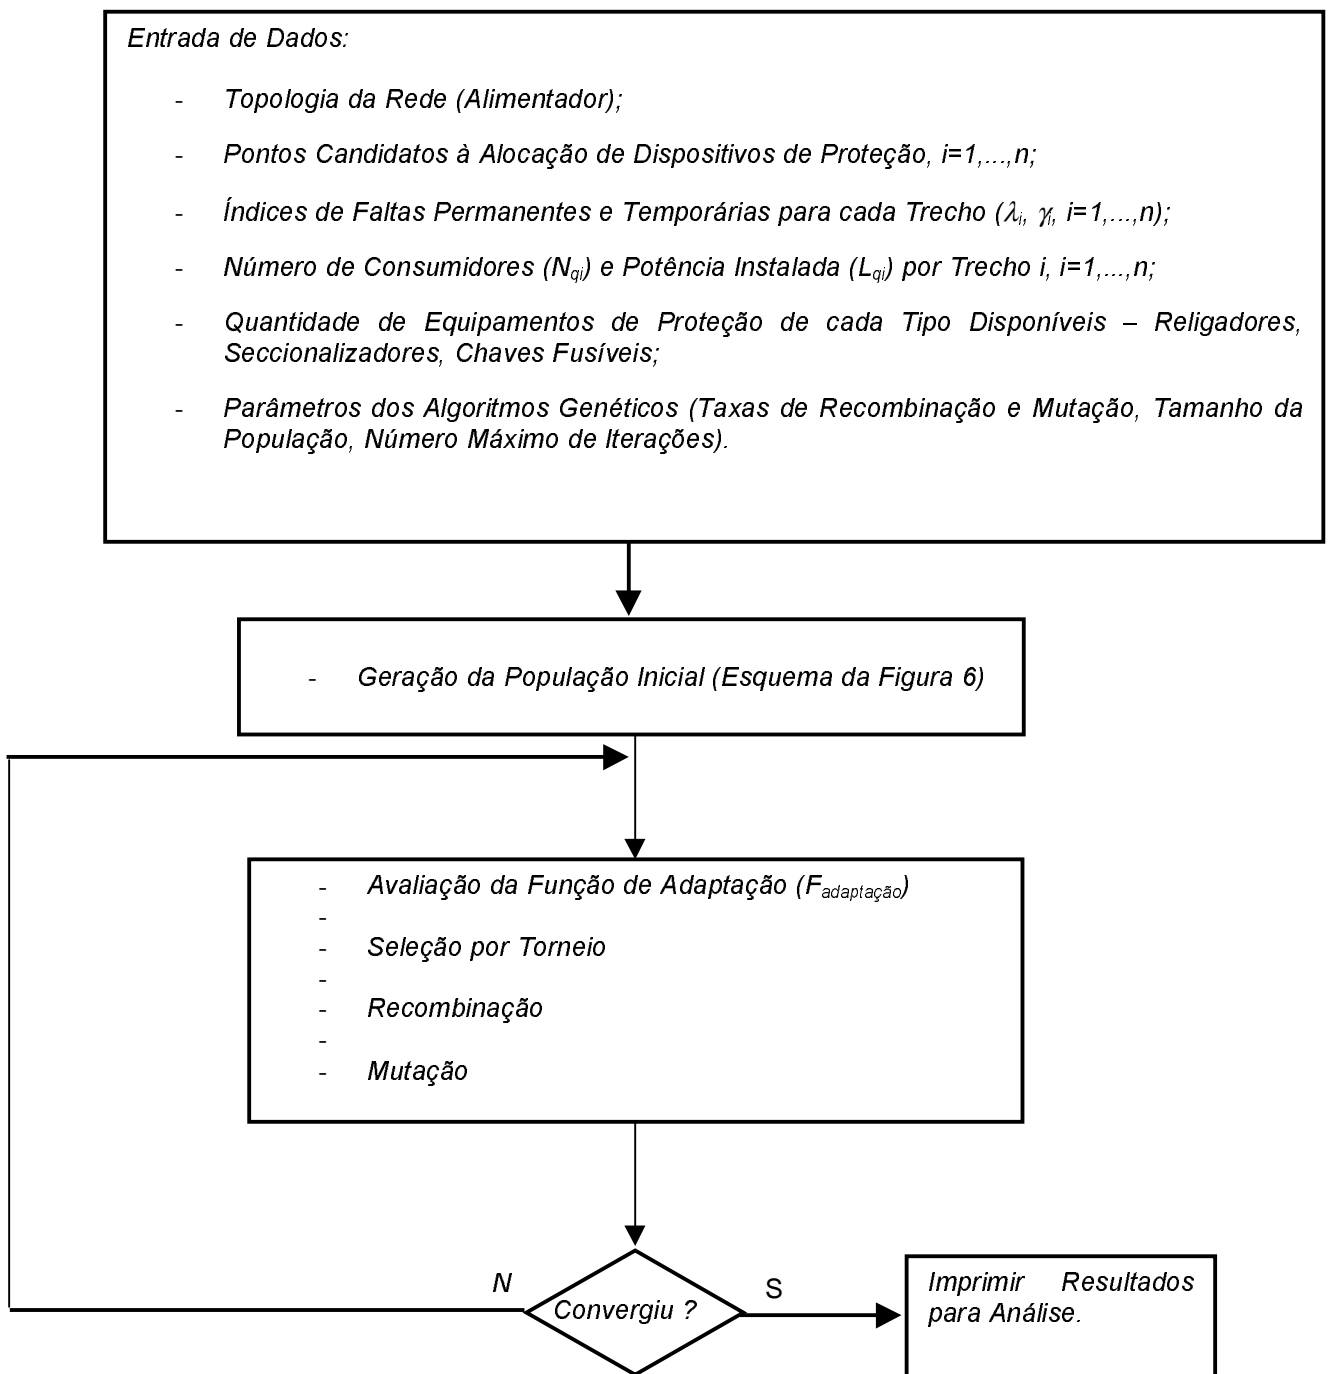 Entrada de Dados:
- Topologia da Rede (Alimentador);
- Pontos Candidatos à Alocação de Dispositivos de Proteção, i=1,...,n;
- Índices de Faltas Permanentes e Temporárias para cada Trecho (λi, γi, i=1,...,n);
- Número de Consumidores (Nqi) e Potência Instalada (Lqi) por Trecho i, i=1,...,n;
- Quantidade de Equipamentos de Proteção de cada Tipo Disponíveis – Religadores,
Seccionalizadores, Chaves Fusíveis;
- Parâmetros dos Algoritmos Genéticos (Taxas de Recombinação e Mutação, Tamanho da
População, Número Máximo de Iterações).
- Geração da População Inicial (Esquema da Figura 6)
- Avaliação da Função de Adaptação (Fadaptação)
-
- Seleção por Torneio
-
- Recombinação
-
- Mutação
N
Convergiu ?
S
Imprimir Resultados
para Análise.